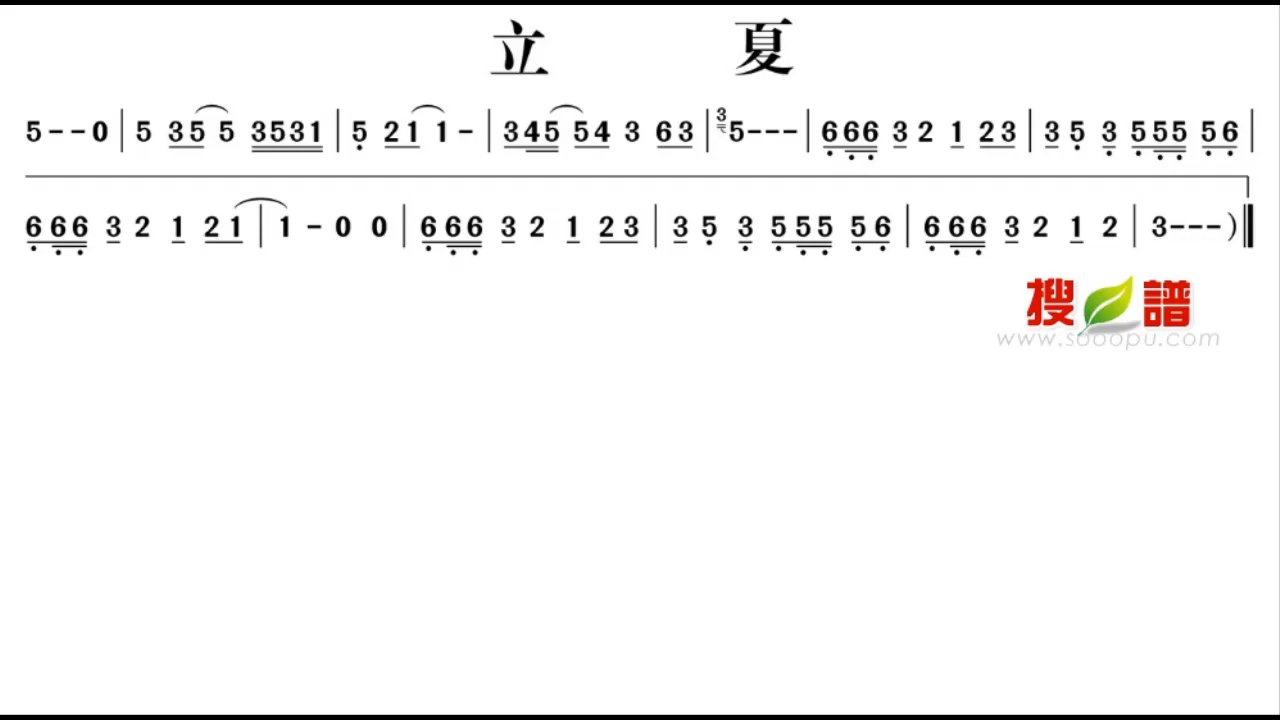 立 夏
5--0 | 5 35 5 3531 | 5 21 1- | 345 54 3 63 | 3 5--- | 666 3 2 1 23 | 3 5 3 555 56 |
666 3 2 1 21 | 1 - 0 0 | 666 3 2 1 23 | 3 5 3 555 56 | 666 3 2 1 2 | 3---)
搜 譜
www.sooopu.com